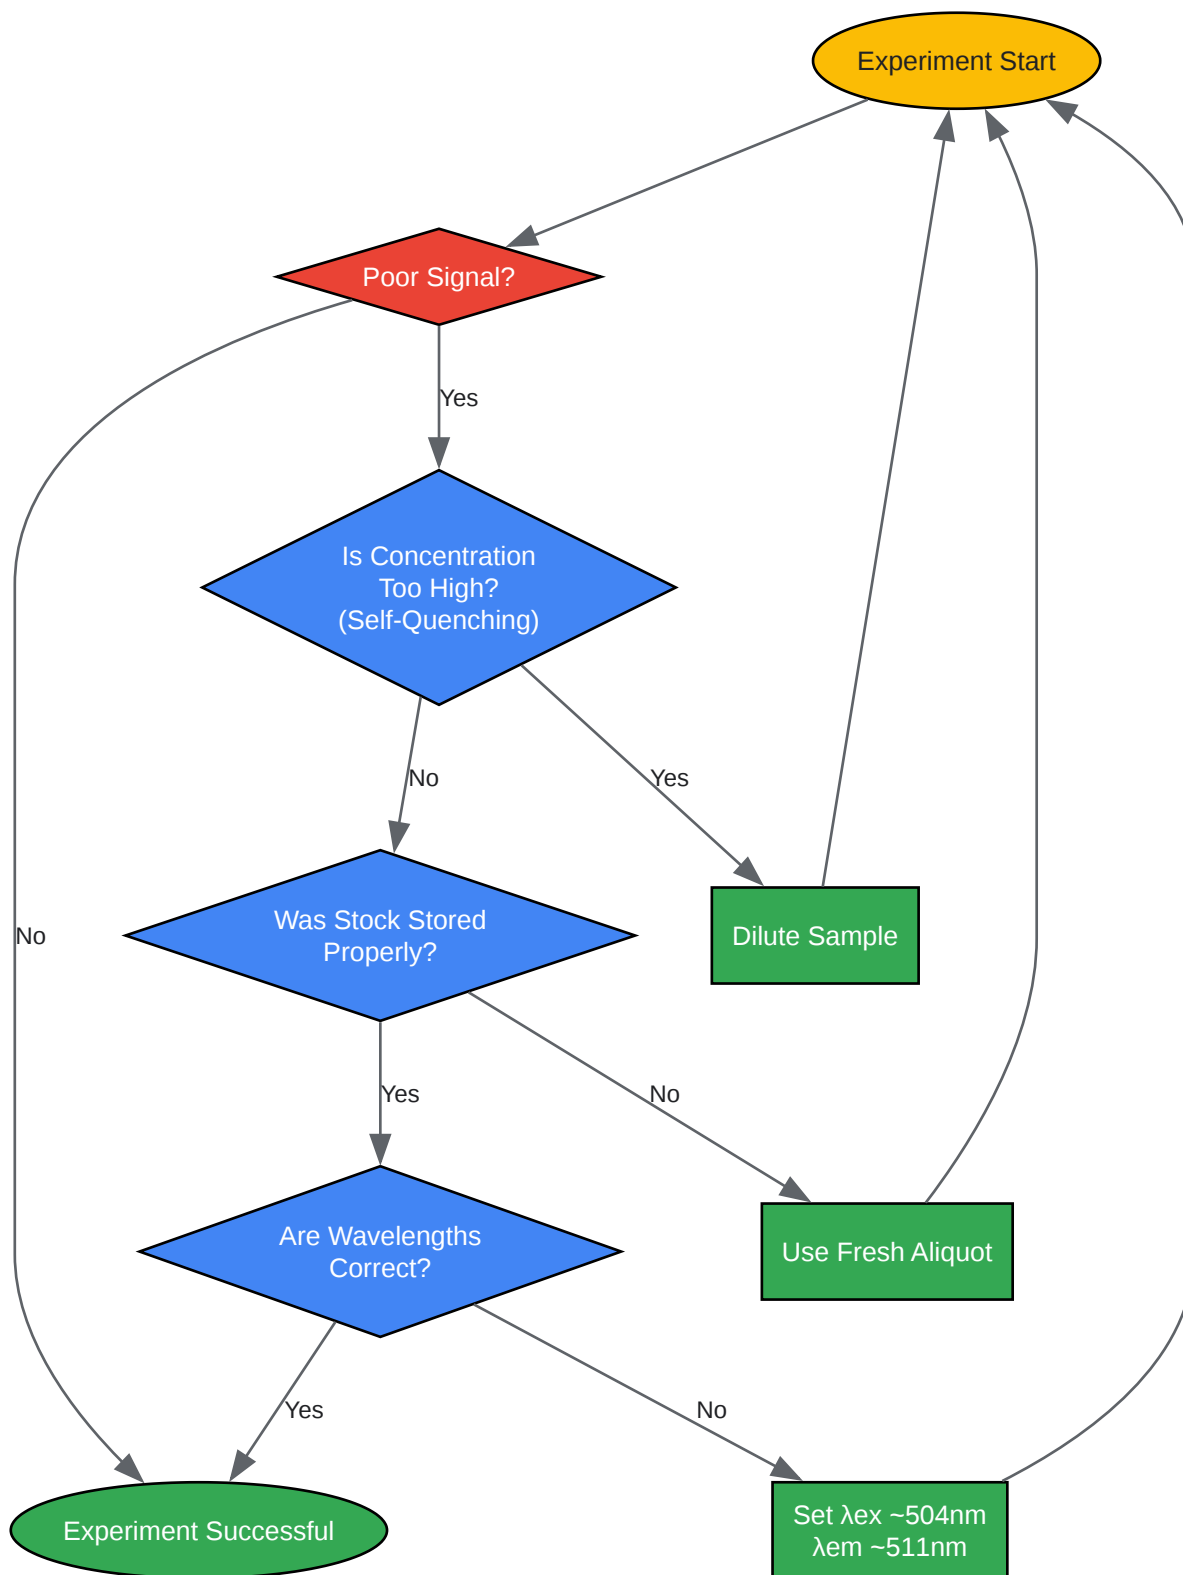 Experiment Start
Poor Signal?
Yes
Is Concentration
Too High?
(Self-Quenching)
No
Yes
Was Stock Stored
Properly?
Dilute Sample
No
Yes
No
Are Wavelengths
Correct?
Use Fresh Aliquot
Yes
No
Experiment Successful
Set λex ~504nm
λem ~511nm